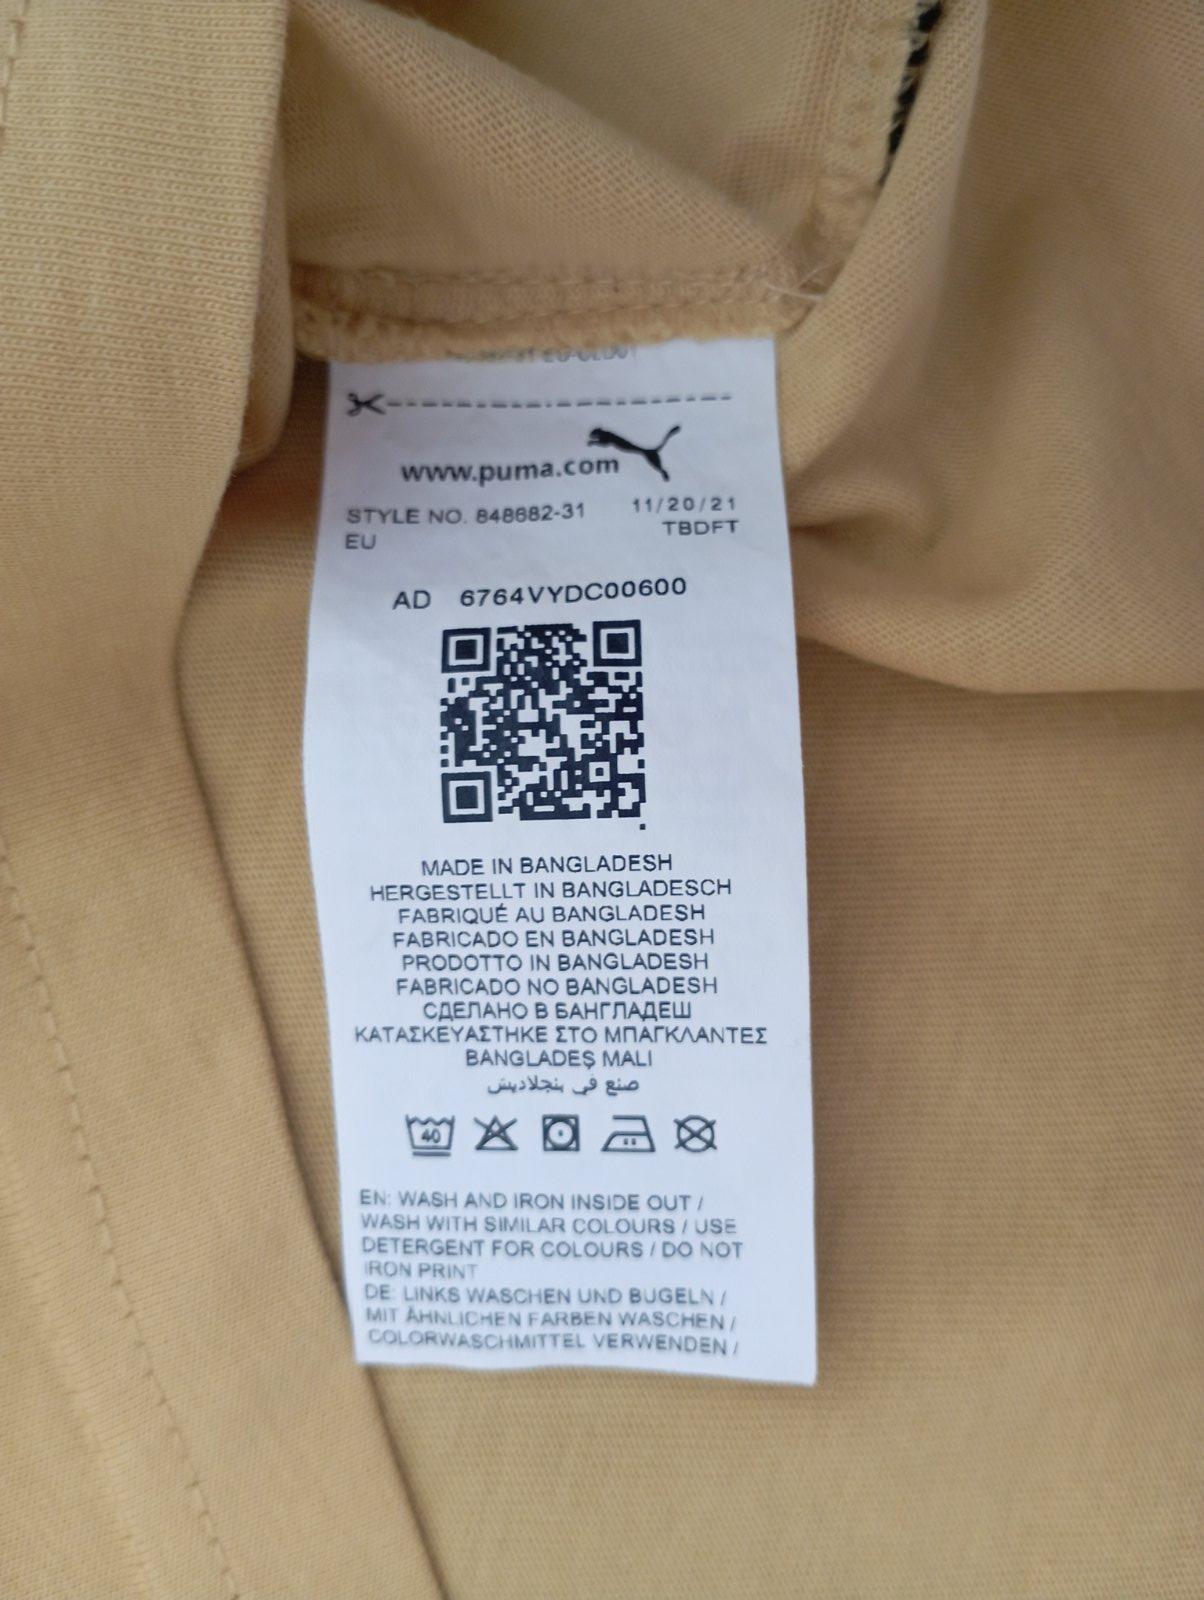 www.puma.com
STYLE NO. 848682-31 11/20/21
EU TBDFT
AD 6764VYDC00600
MADE IN BANGLADESH
HERGESTELLT IN BANGLADESCH
FABRIQUÉ AU BANGLADESH
FABRICADO EN BANGLADESH
PRODOTTO IN BANGLADESH
FABRICADO NO BANGLADESH
СДЕЛАНО В БАНГЛАДЕШ
ΚΑΤΑΣΚΕΥΑΣΤΗΚΕ ΣΤΟ ΜΠΑΓΚΛΑΝΤΕΣ
BANGLADEŞ MALI
صنع في بنجلاديش
40
EN: WASH AND IRON INSIDE OUT /
WASH WITH SIMILAR COLOURS / USE
DETERGENT FOR COLOURS / DO NOT
IRON PRINT
DE: LINKS WASCHEN UND BUGELN /
MIT ÄHNLICHEN FARBEN WASCHEN /
COLORWASCHMITTEL VERWENDEN /